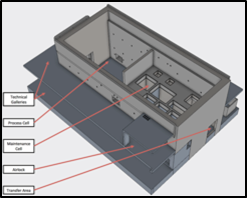 Technical
Galleries
Process Cell
Maintenance
Cell
Airlock
Transfer Area